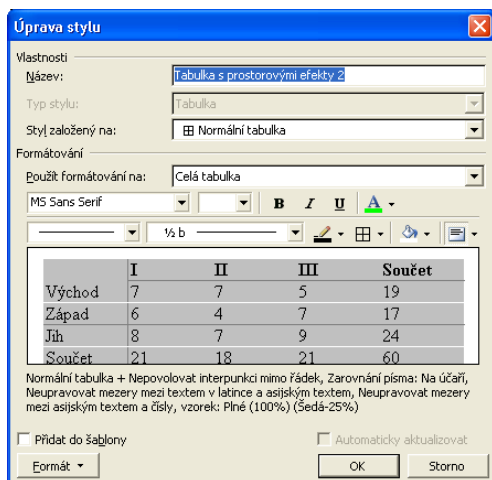 Úprava stylu
Vlastnosti
Název: Tabulka s prostorovými efekty 2
Typ stylu: Tabulka
Styl založený na: Normální tabulka
Formátování
Použít formátování na: Celá tabulka
MS Sans Serif B I U A
½ b
I II III Součet
Východ 7 7 5 19
Západ 6 4 7 17
Jih 8 7 9 24
Součet 21 18 21 60
Normální tabulka + Nepovolovat interpunkci mimo řádek, Zarovnání písma: Na účaří,
Neupravovat mezery mezi textem v latince a asijským textem, Neupravovat mezery
mezi asijským textem a čísly, vzorek: Plné (100%) (Šedá-25%)
Přidat do šablony Automaticky aktualizovat
Formát OK Storno